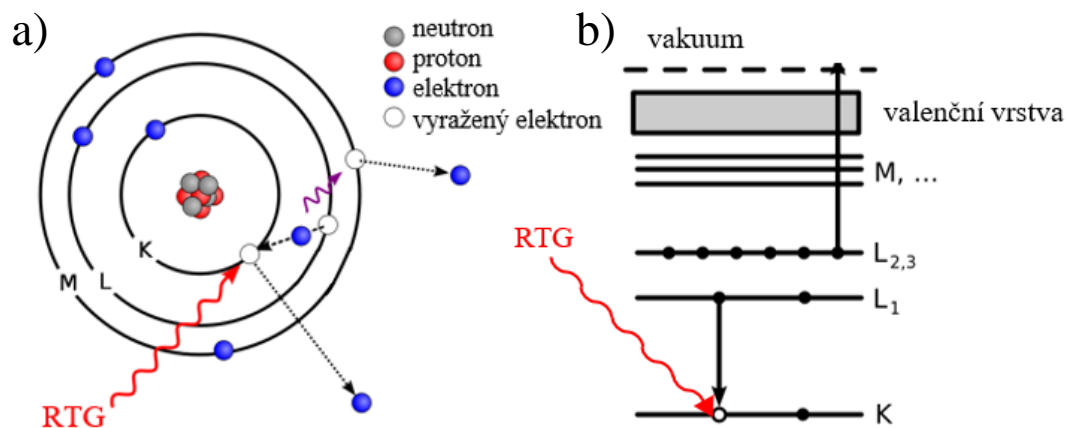 a)
neutron
proton
elektron
vyražený elektron
K
L
M
RTG
b)
vakuum
valenční vrstva
M, ...
RTG
L2,3
L1
K